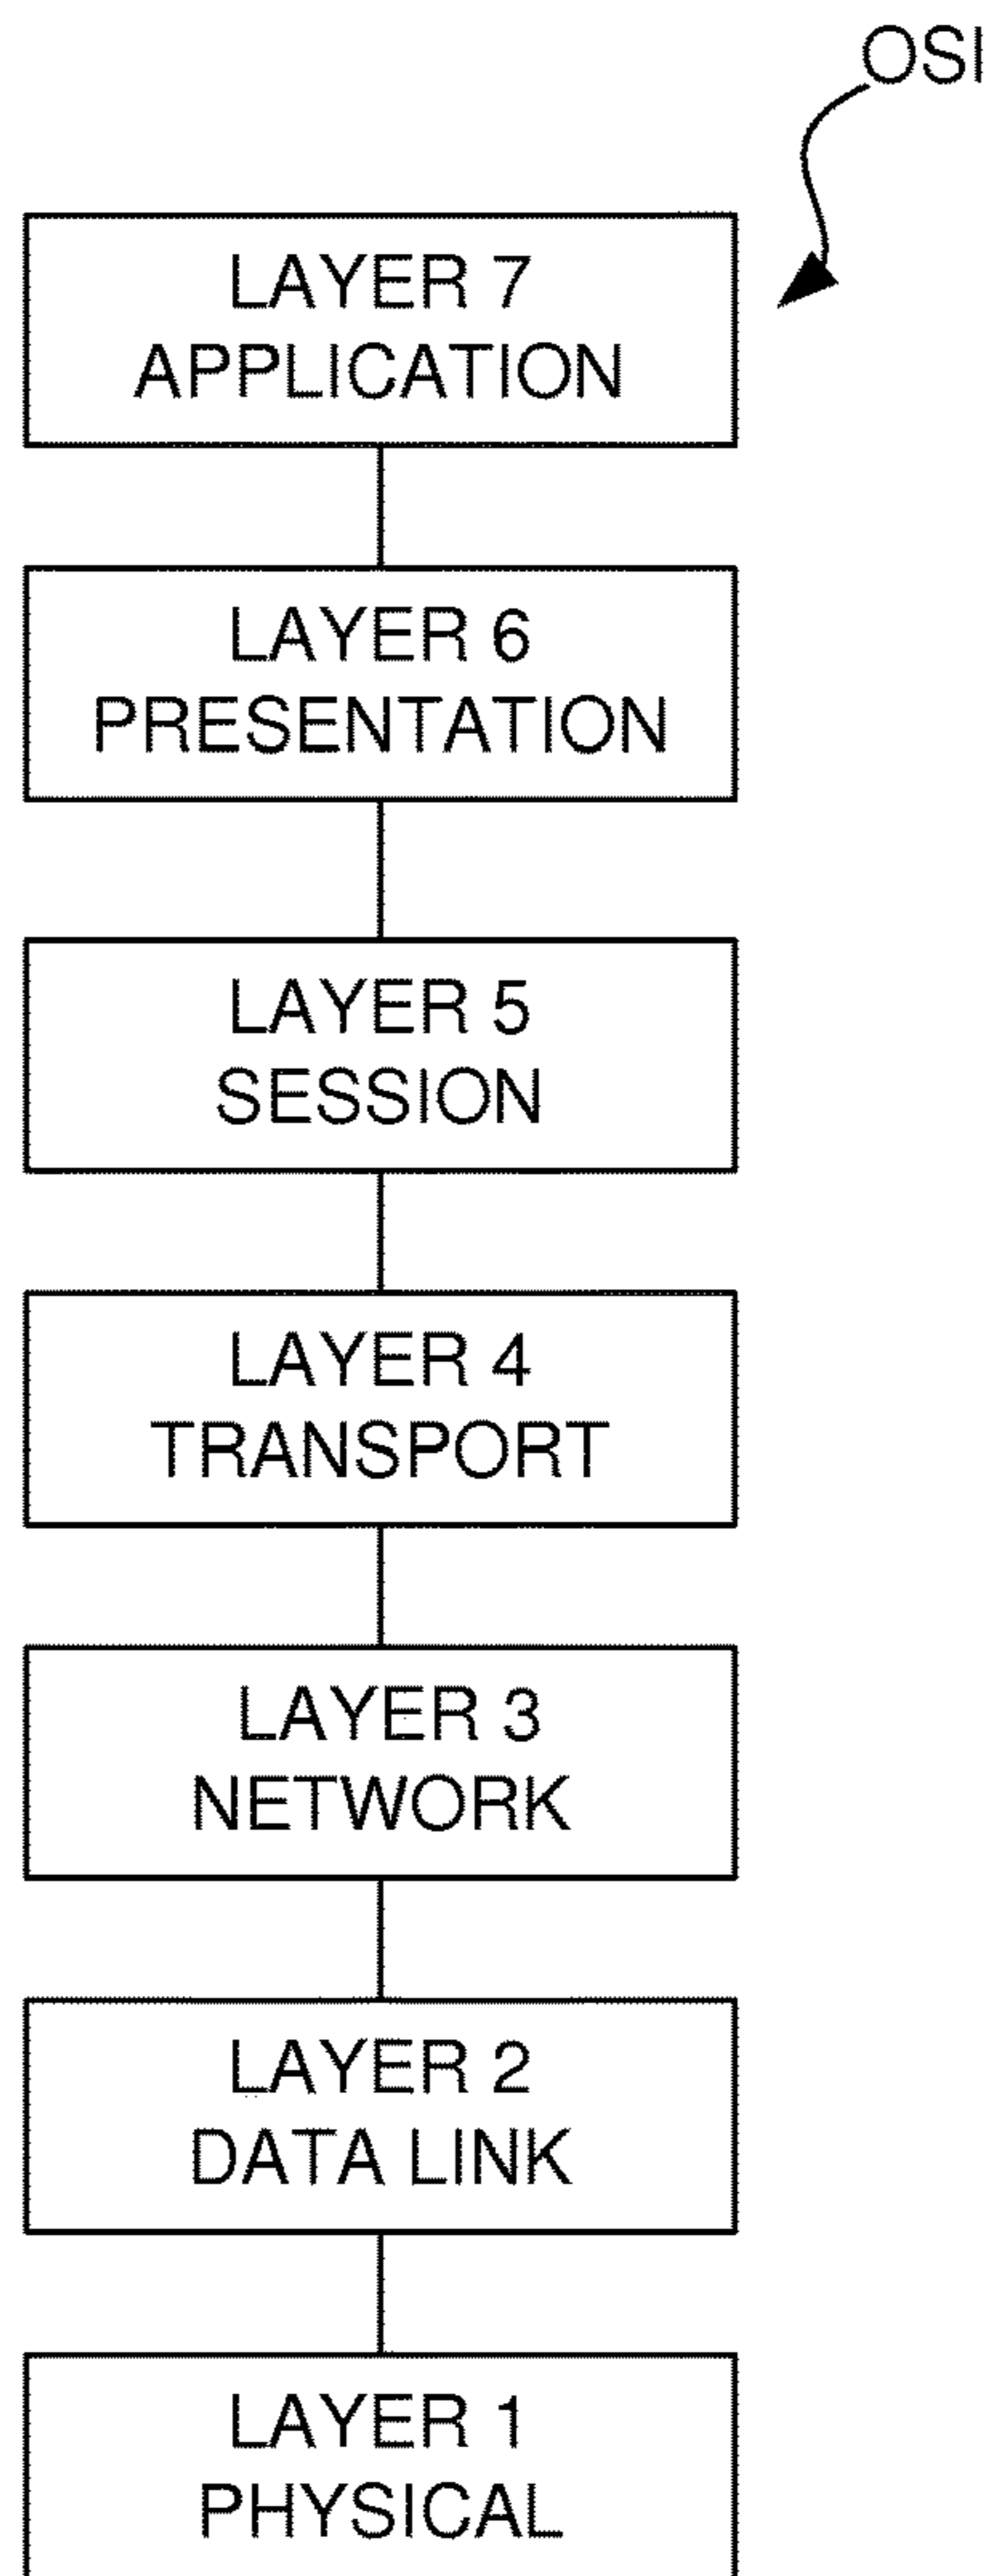 OSI
LAYER 7
APPLICATION
LAYER 6
PRESENTATION
LAYER 5
SESSION
LAYER 4
TRANSPORT
LAYER 3
NETWORK
LAYER 2
DATA LINK
LAYER 1
PHYSICAL